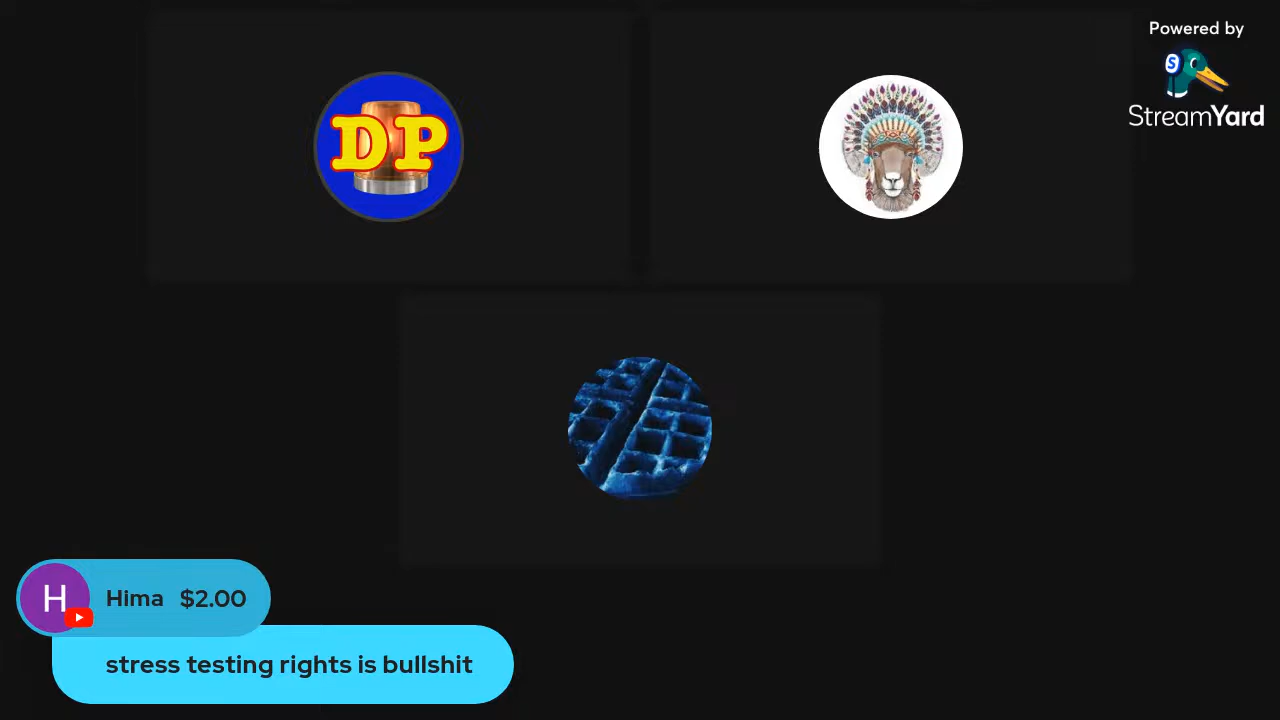 Powered by
S
StreamYard
DP
H
Hima $2.00
stress testing rights is bullshit